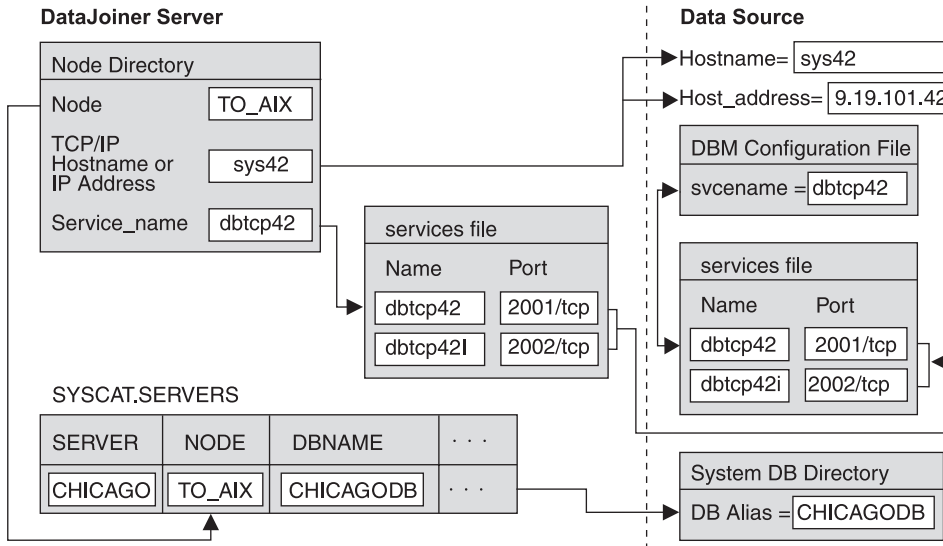 DataJoiner Server
Node Directory
Node TO_AIX
TCP/IP
Hostname or
IP Address
sys42
Service_name dbtcp42
services file
Name Port
dbtcp42 2001/tcp
dbtcp42I 2002/tcp
SYSCAT.SERVERS
SERVER NODE DBNAME . . .
CHICAGO TO_AIX CHICAGODB . . .
Data Source
Hostname= sys42
Host_address= 9.19.101.42
DBM Configuration File
svcename = dbtcp42
services file
Name Port
dbtcp42 2001/tcp
dbtcp42i 2002/tcp
System DB Directory
DB Alias = CHICAGODB